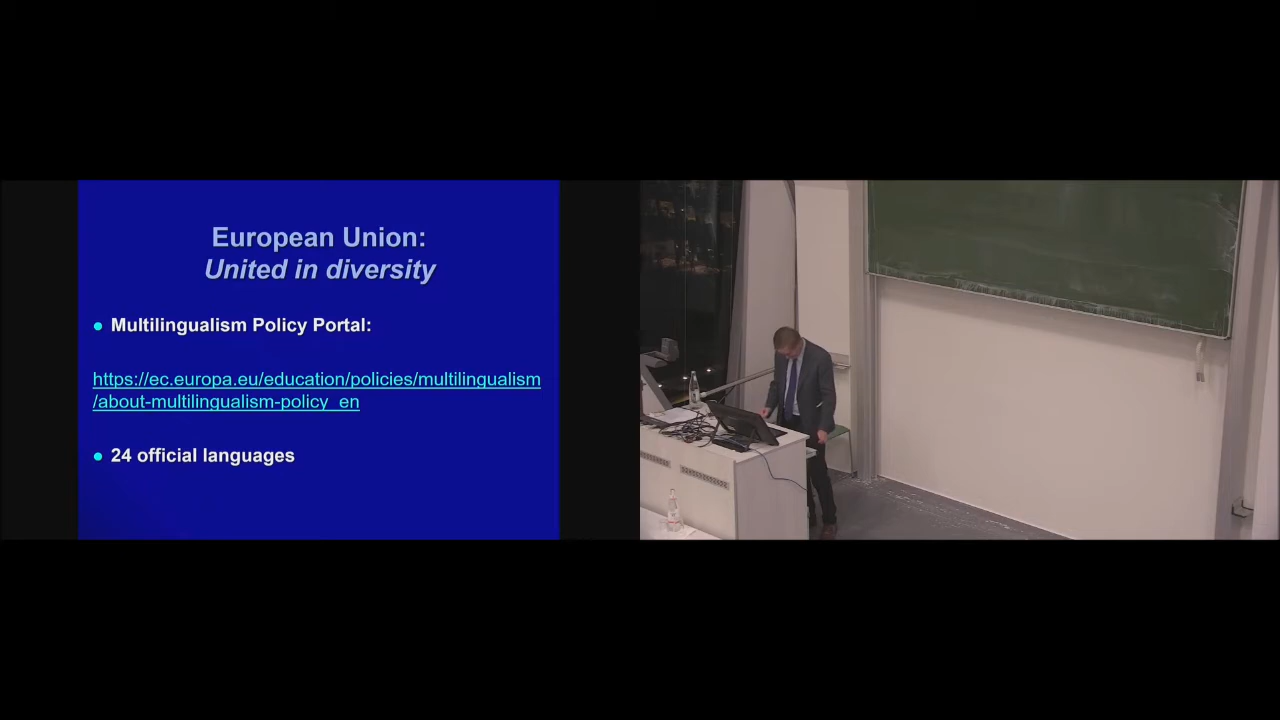 European Union:
United in diversity
Multilingualism Policy Portal:
https://ec.europa.eu/education/policies/multilingualism
/about-multilingualism-policy_en
24 official languages